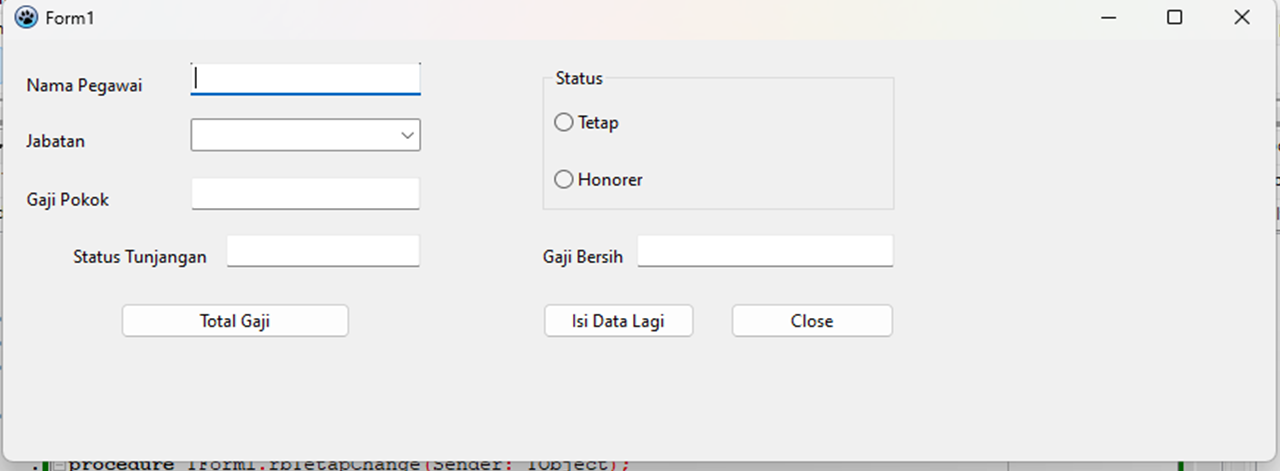 Form1
Nama Pegawai
Jabatan
Gaji Pokok
Status Tunjangan
Total Gaji
Status
Tetap
Honorer
Gaji Bersih
Isi Data Lagi
Close
procedure TForm1.rbTetapChange(Sender: TObject);